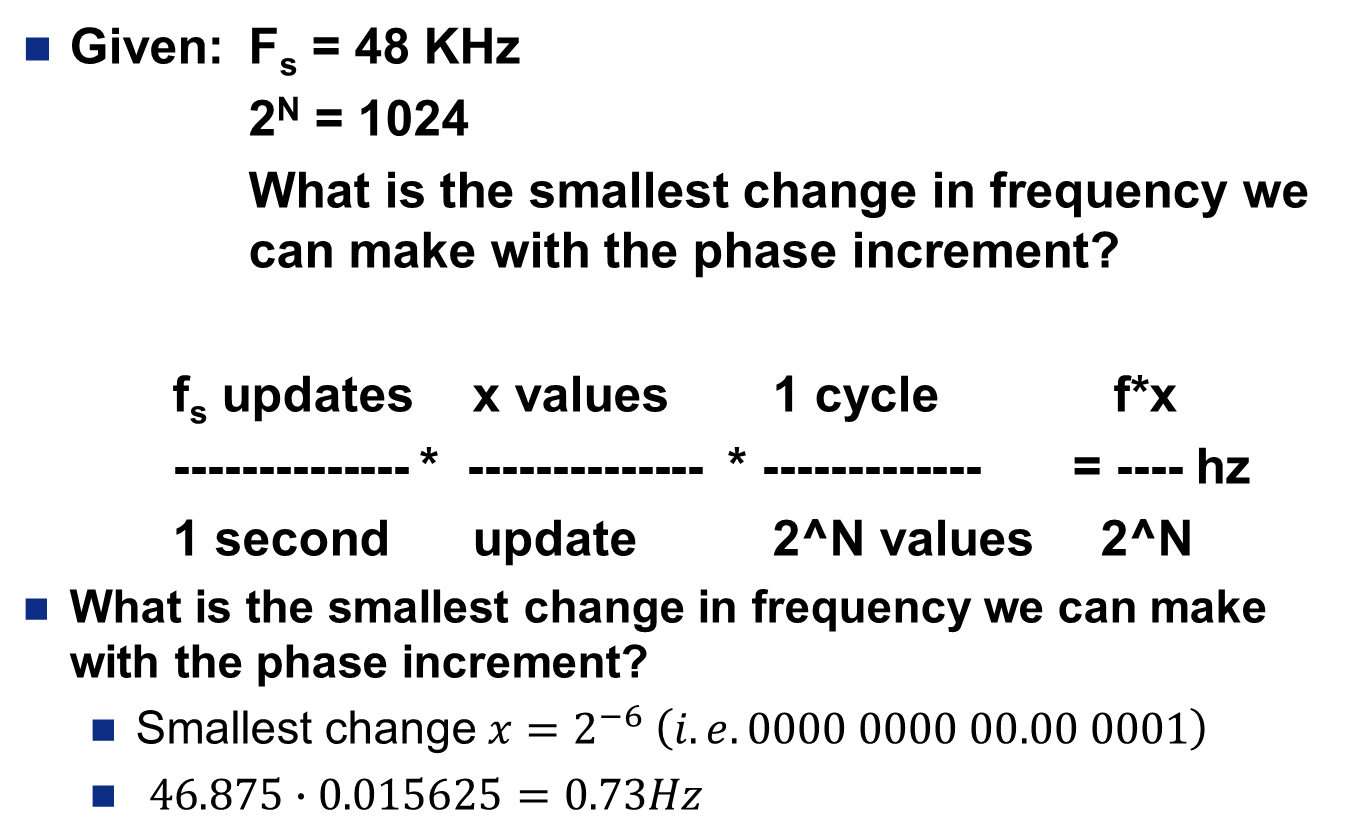 Given: Fs = 48 KHz
2^N = 1024
What is the smallest change in frequency we
can make with the phase increment?
fs updates x values 1 cycle f*x
-------------- * -------------- * ------------- = ---- hz
1 second update 2^N values 2^N
What is the smallest change in frequency we can make
with the phase increment?
Smallest change x = 2⁻⁶ (i.e. 0000 0000 00.00 0001)
46.875 · 0.015625 = 0.73Hz